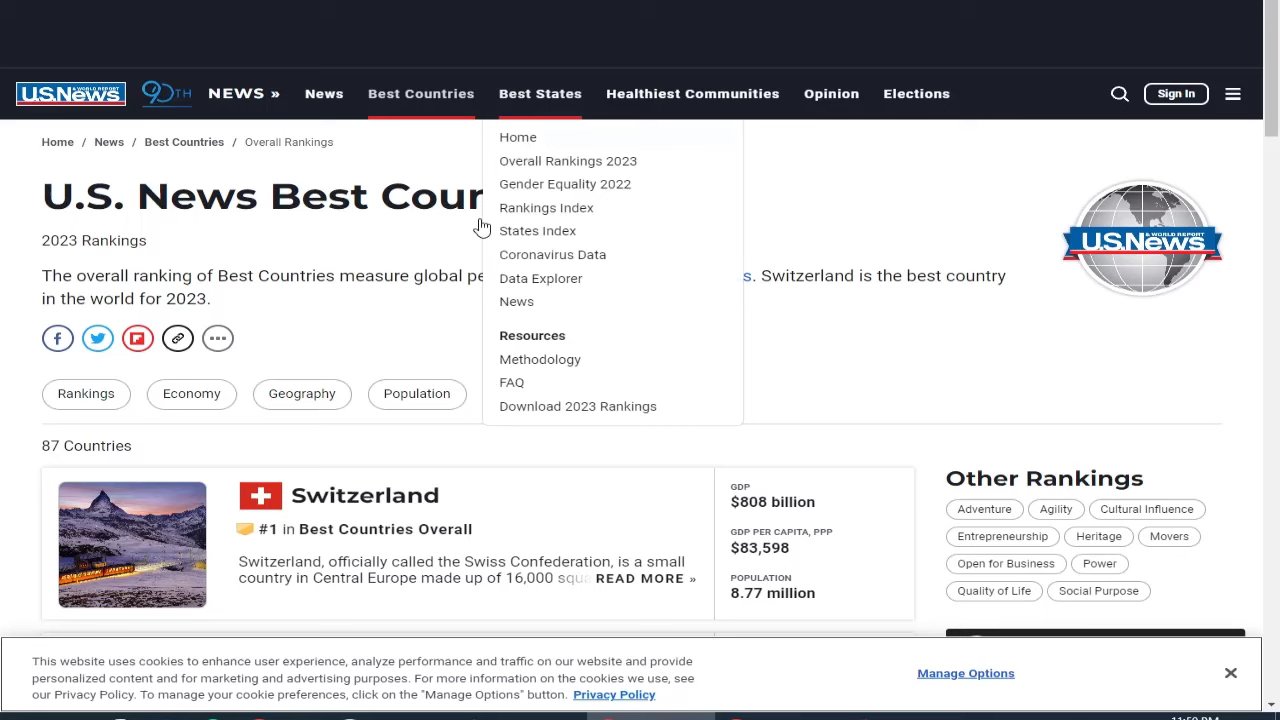 U.S.News & WORLD REPORT
90TH
NEWS »
News
Best Countries
Best States
Healthiest Communities
Opinion
Elections
Sign In
Home / News / Best Countries / Overall Rankings
U.S. News Best Coun
2023 Rankings
The overall ranking of Best Countries measure global pe
s. Switzerland is the best country
in the world for 2023.
Home
Overall Rankings 2023
Gender Equality 2022
Rankings Index
States Index
Coronavirus Data
Data Explorer
News
Resources
Methodology
FAQ
Download 2023 Rankings
U.S.News & WORLD REPORT
Rankings
Economy
Geography
Population
87 Countries
Switzerland
#1 in Best Countries Overall
Switzerland, officially called the Swiss Confederation, is a small
country in Central Europe made up of 16,000 squa READ MORE »
GDP
$808 billion
GDP PER CAPITA, PPP
$83,598
POPULATION
8.77 million
Other Rankings
Adventure
Agility
Cultural Influence
Entrepreneurship
Heritage
Movers
Open for Business
Power
Quality of Life
Social Purpose
This website uses cookies to enhance user experience, analyze performance and traffic on our website and provide
personalized content and for marketing and advertising purposes. For more information on the cookies we use, see
our Privacy Policy. To manage your cookie preferences, click on the "Manage Options" button. Privacy Policy
Manage Options